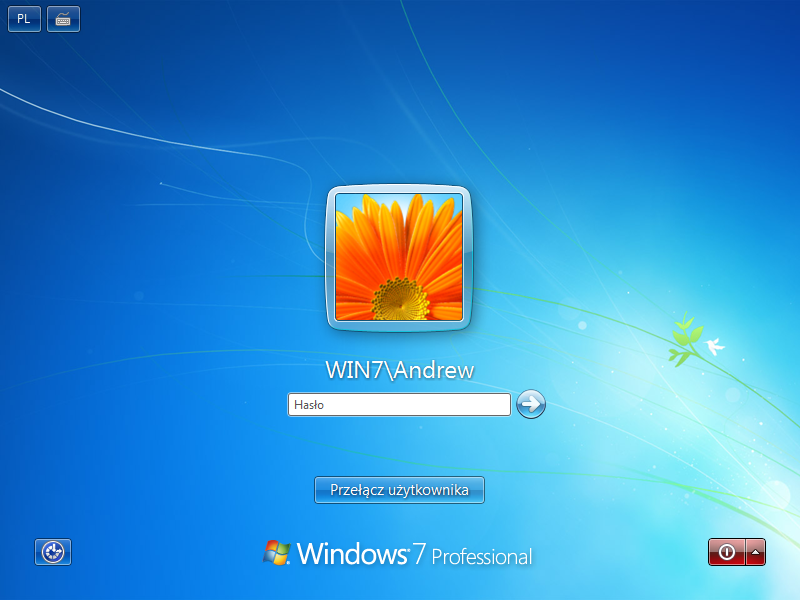 PL
WIN7\Andrew
Hasło
Przełącz użytkownika
Windows 7 Professional